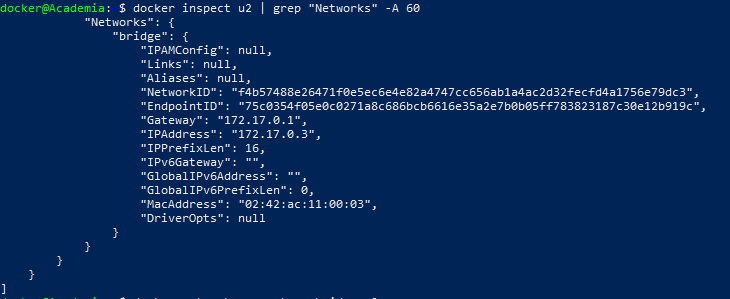 docker@Academia: $ docker inspect u2 | grep "Networks" -A 60
"Networks": {
"bridge": {
"IPAMConfig": null,
"Links": null,
"Aliases": null,
"NetworkID": "f4b57488e26471f0e5ec6e4e82a4747cc656ab1a4ac2d32fecfd4a1756e79dc3",
"EndpointID": "75c0354f05e0c0271a8c686bcb6616e35a2e7b0b05ff783823187c30e12b919c",
"Gateway": "172.17.0.1",
"IPAddress": "172.17.0.3",
"IPPrefixLen": 16,
"IPv6Gateway": "",
"GlobalIPv6Address": "",
"GlobalIPv6PrefixLen": 0,
"MacAddress": "02:42:ac:11:00:03",
"DriverOpts": null
}
}
}
}
]